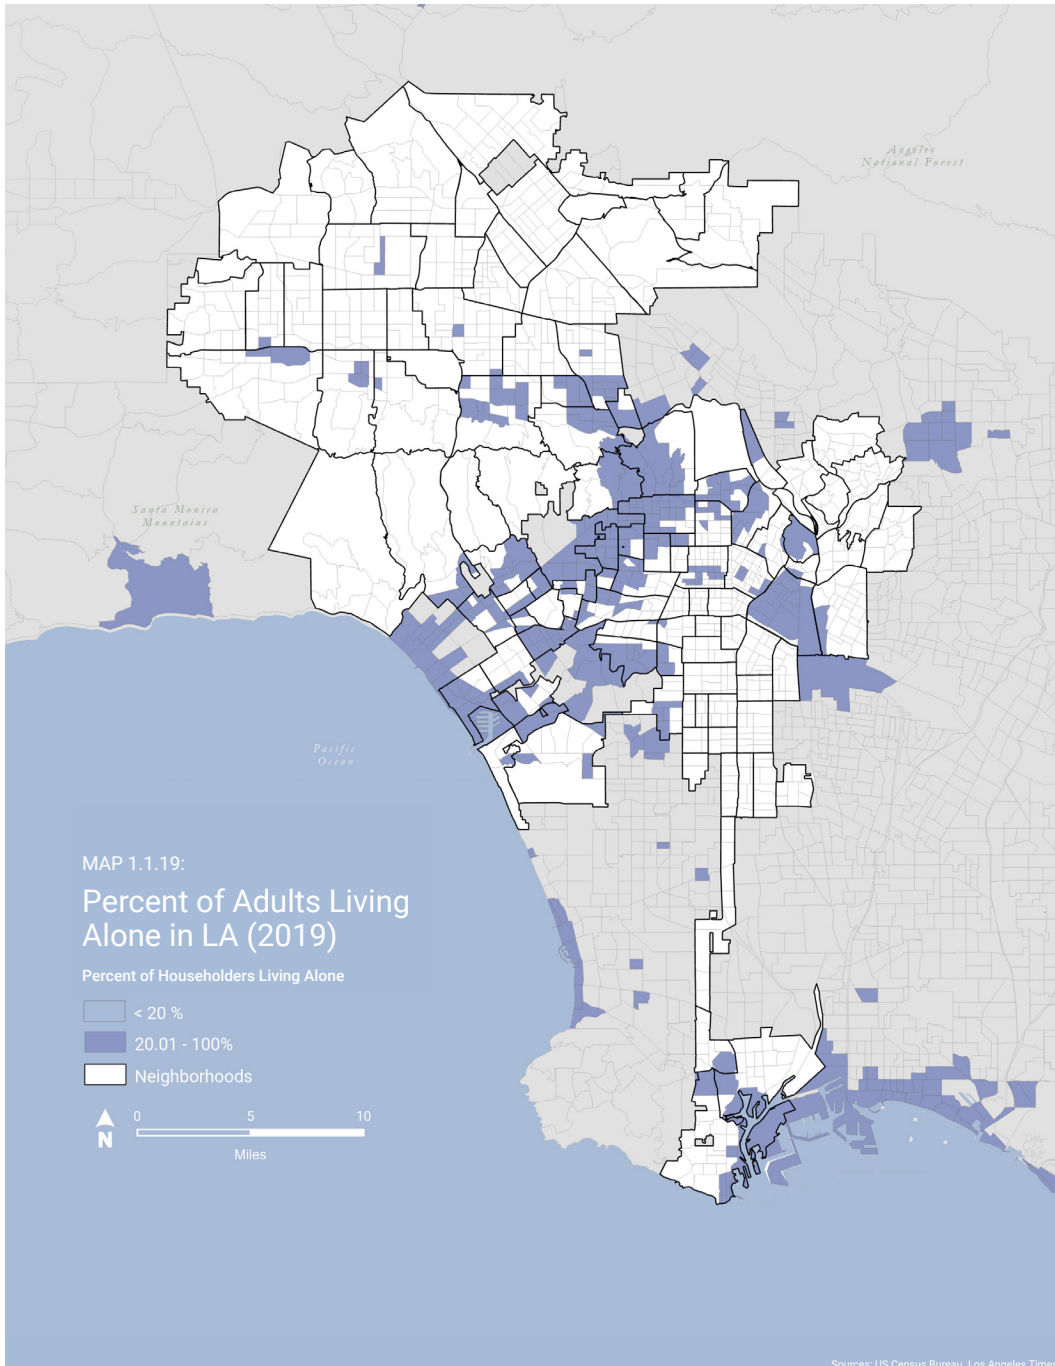 Angeles
National Forest
Santa Monica
Mountains
Pacific
Ocean
MAP 1.1.19:
Percent of Adults Living
Alone in LA (2019)
Percent of Householders Living Alone
< 20 %
20.01 - 100%
Neighborhoods
N
0 5 10
Miles
Sources: US Census Bureau, Los Angeles Times